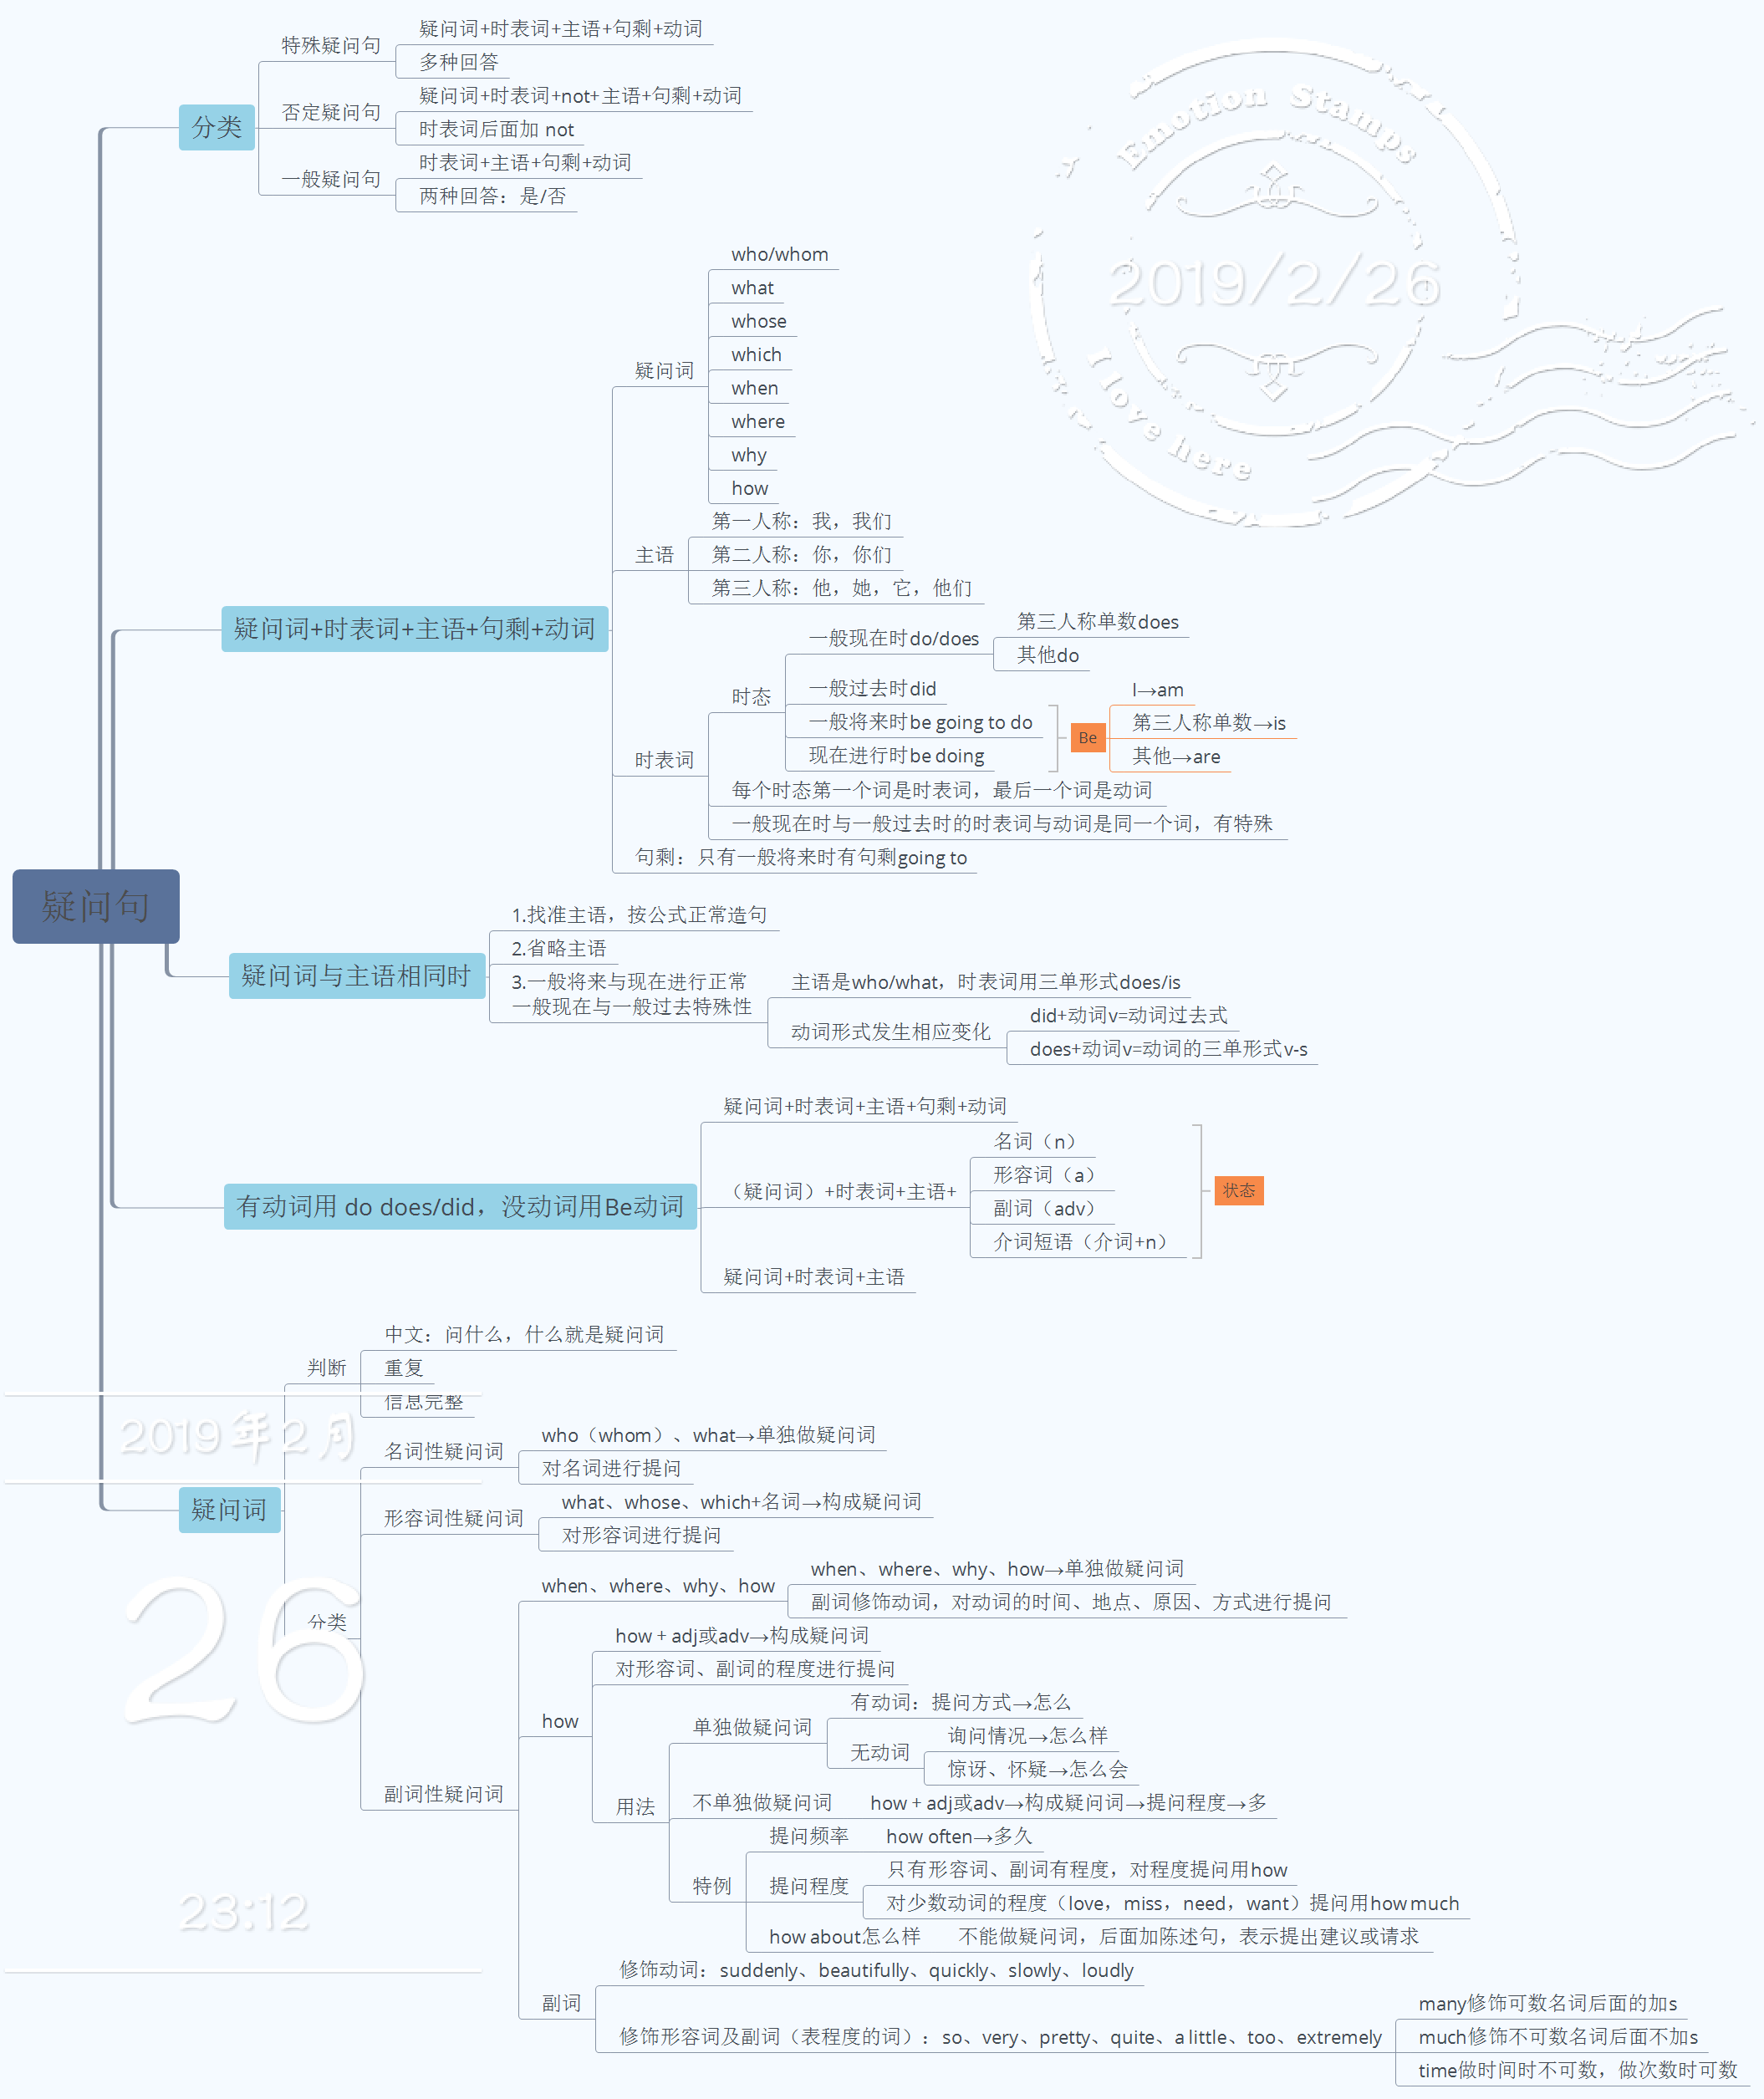 疑问句
分类
特殊疑问句
疑问词+时表词+主语+句剩+动词
多种回答
否定疑问句
疑问词+时表词+not+主语+句剩+动词
时表词后面加 not
一般疑问句
时表词+主语+句剩+动词
两种回答：是/否
Emotion Stamps
2019/2/26
I love here
疑问词+时表词+主语+句剩+动词
疑问词
who/whom
what
whose
which
when
where
why
how
主语
第一人称：我，我们
第二人称：你，你们
第三人称：他，她，它，他们
时表词
时态
一般现在时do/does
第三人称单数does
其他do
一般过去时did
一般将来时be going to do
现在进行时be doing
Be
I→am
第三人称单数→is
其他→are
每个时态第一个词是时表词，最后一个词是动词
一般现在时与一般过去时的时表词与动词是同一个词，有特殊
句剩：只有一般将来时有句剩going to
疑问词与主语相同时
1.找准主语，按公式正常造句
2.省略主语
3.一般将来与现在进行正常
一般现在与一般过去特殊性
主语是who/what，时表词用三单形式does/is
动词形式发生相应变化
did+动词v=动词过去式
does+动词v=动词的三单形式v-s
有动词用 do does/did，没动词用Be动词
疑问词+时表词+主语+句剩+动词
（疑问词）+时表词+主语+
名词（n）
形容词（a）
副词（adv）
介词短语（介词+n）
状态
疑问词+时表词+主语
疑问词
判断
中文：问什么，什么就是疑问词
重复
信息完整
分类
名词性疑问词
who（whom）、what→单独做疑问词
对名词进行提问
形容词性疑问词
what、whose、which+名词→构成疑问词
对形容词进行提问
副词性疑问词
when、where、why、how
when、where、why、how→单独做疑问词
副词修饰动词，对动词的时间、地点、原因、方式进行提问
how
how + adj或adv→构成疑问词
对形容词、副词的程度进行提问
用法
单独做疑问词
有动词：提问方式→怎么
无动词
询问情况→怎么样
惊讶、怀疑→怎么会
不单独做疑问词
how + adj或adv→构成疑问词→提问程度→多
特例
提问频率
how often→多久
提问程度
只有形容词、副词有程度，对程度提问用how
对少数动词的程度（love，miss，need，want）提问用how much
how about怎么样
不能做疑问词，后面加陈述句，表示提出建议或请求
副词
修饰动词：suddenly、beautifully、quickly、slowly、loudly
修饰形容词及副词（表程度的词）：so、very、pretty、quite、a little、too、extremely
many修饰可数名词后面的加s
much修饰不可数名词后面不加s
time做时间时不可数，做次数时可数
2019年2月
26
23:12